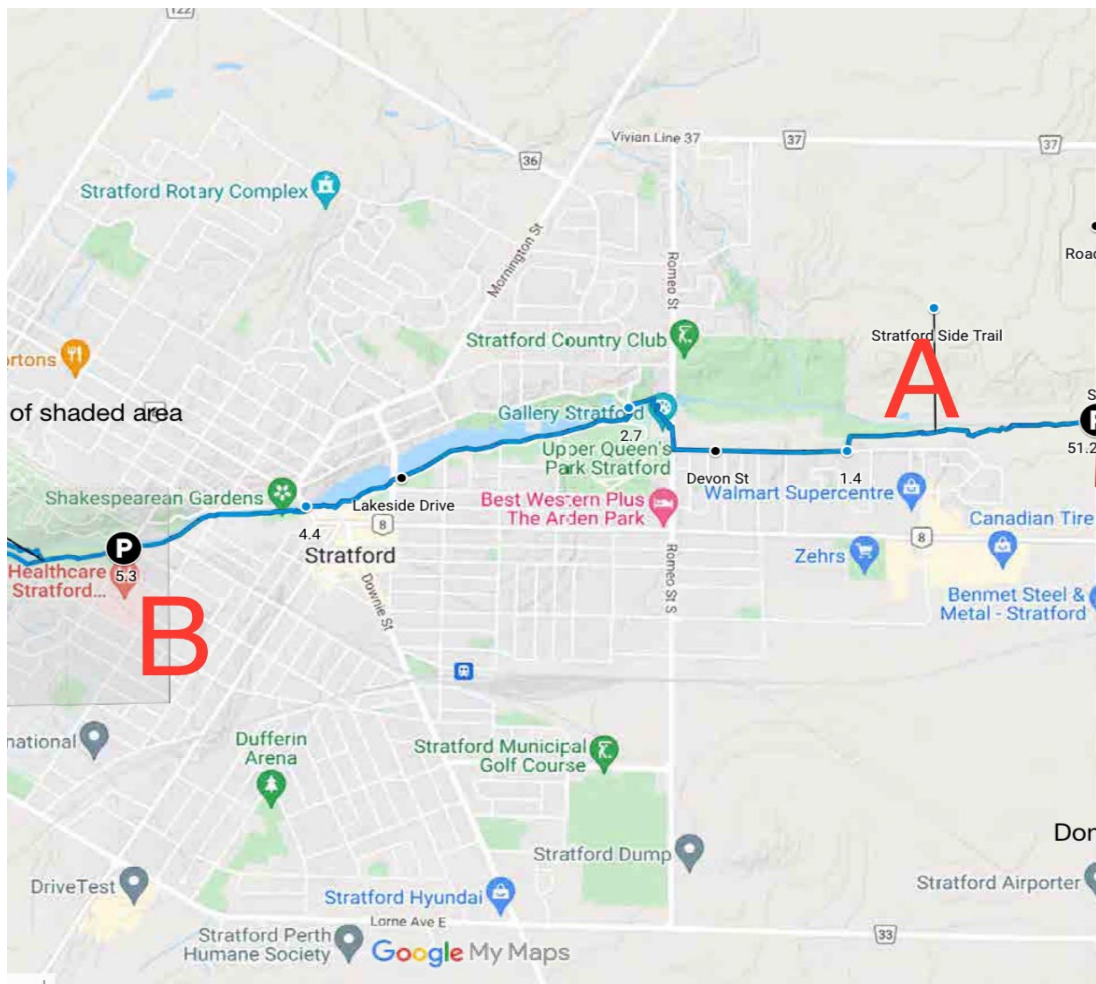 122
Vivian Line 37
37
37
36
Stratford Rotary Complex
Mornington St
Romeo St
Road
Stratford Country Club
Stratford Side Trail
A
ortons
of shaded area
Gallery Stratford
2.7
S
P
51.2
Upper Queen's
Park Stratford
Devon St
1.4
Walmart Supercentre
Shakespearean Gardens
Lakeside Drive
Best Western Plus
The Arden Park
4.4
8
Canadian Tire
8
Stratford
Zehrs
P
5.3
Healthcare
Stratford...
Romeo St S
Downie St
Benmet Steel &
Metal - Stratford
B
national
Dufferin
Arena
Stratford Municipal
Golf Course
Don
Stratford Dump
DriveTest
Stratford Hyundai
Stratford Airporter
Lorne Ave E
33
Stratford Perth
Humane Society
Google My Maps